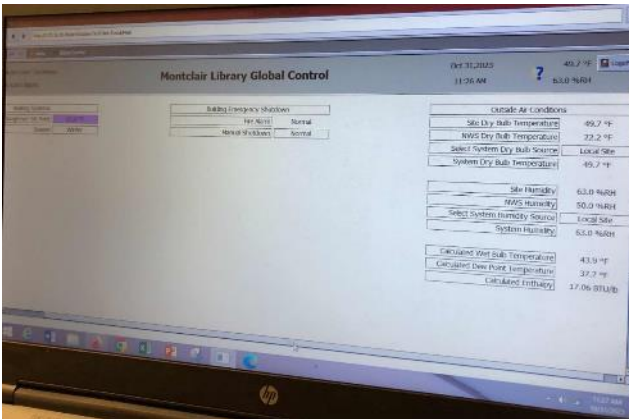 Montclair Library Global Control
Oct 31,2023
11:26 AM
?
49.7 °F
63.0 %RH
Logoff
Building Emergency Shutdown
Fire Alarm Normal
Manual Shutdown Normal
Season Winter
Outside Air Conditions
Site Dry Bulb Temperature 49.7 °F
NWS Dry Bulb Temperature 22.2 °F
Select System Dry Bulb Source Local Site
System Dry Bulb Temperature 49.7 °F
Site Humidity 63.0 %RH
NWS Humidity 50.0 %RH
Select System Humidity Source Local Site
System Humidity 63.0 %RH
Calculated Wet Bulb Temperature 43.9 °F
Calculated Dew Point Temperature 37.7 °F
Calculated Enthalpy 17.06 BTU/lb
hp